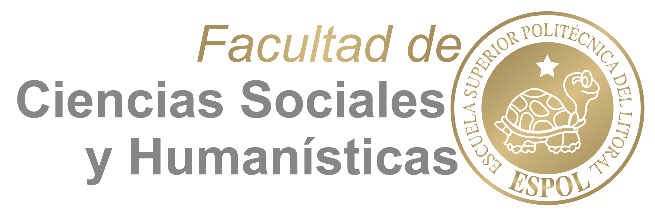 Facultad de
Ciencias Sociales
y Humanísticas
ESCUELA SUPERIOR POLITÉCNICA DEL LITORAL
ESPOL